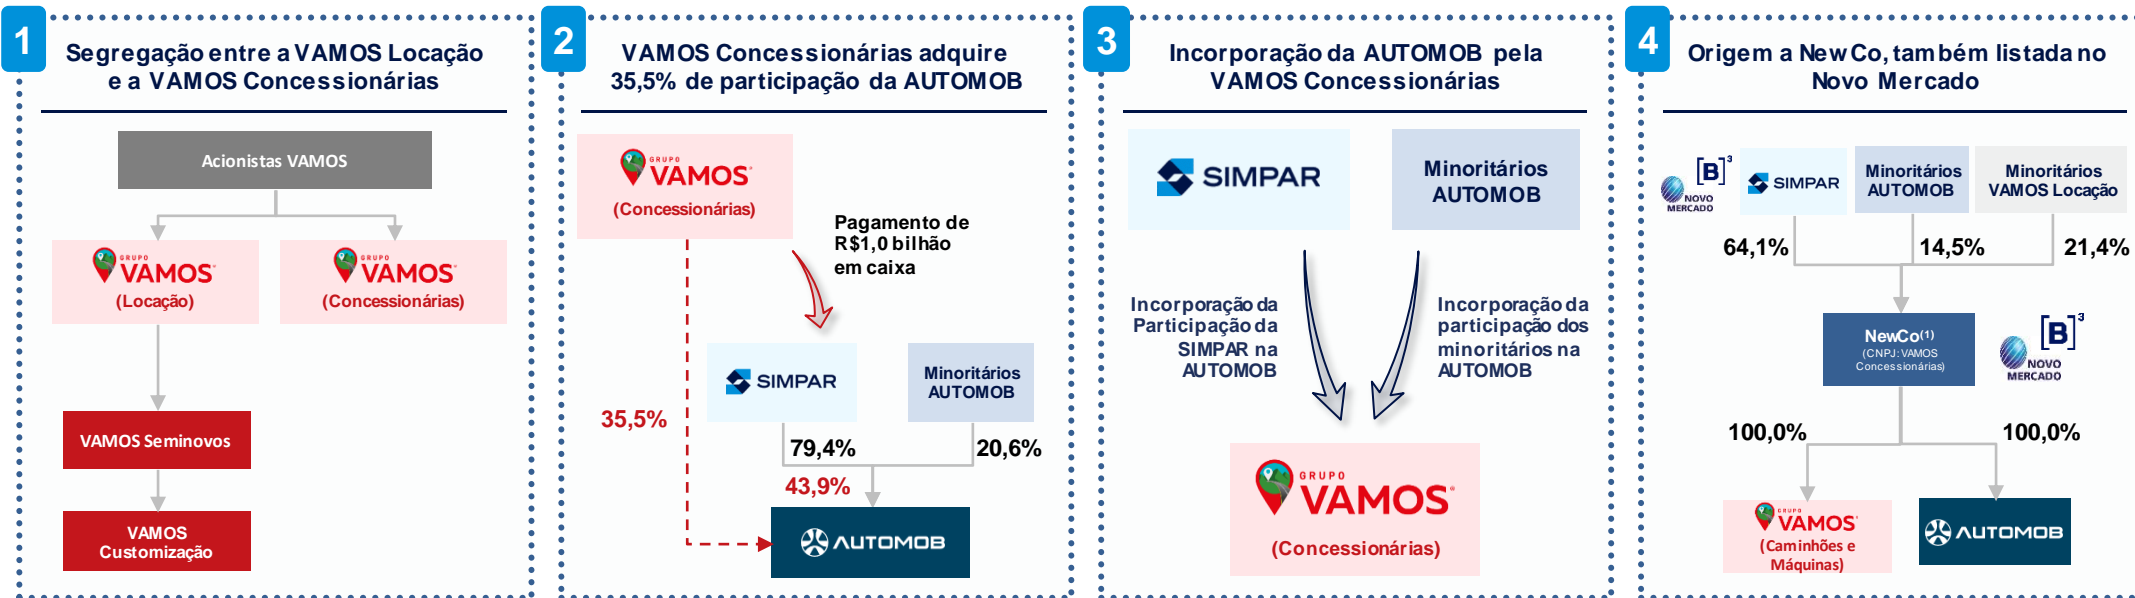 1
Segregação entre a VAMOS Locação
e a VAMOS Concessionárias
Acionistas VAMOS
GRUPO
VAMOS
(Locação)
GRUPO
VAMOS
(Concessionárias)
VAMOS Seminovos
VAMOS
Customização
2
VAMOS Concessionárias adquire
35,5% de participação da AUTOMOB
GRUPO
VAMOS
(Concessionárias)
Pagamento de
R$1,0 bilhão
em caixa
SIMPAR
Minoritários
AUTOMOB
35,5%
79,4%
20,6%
43,9%
AUTOMOB
3
Incorporação da AUTOMOB pela
VAMOS Concessionárias
SIMPAR
Minoritários
AUTOMOB
Incorporação da
Participação da
SIMPAR na
AUTOMOB
Incorporação da
participação dos
minoritários na
AUTOMOB
GRUPO
VAMOS
(Concessionárias)
4
Origem a NewCo, também listada no
Novo Mercado
[B]³
NOVO
MERCADO
SIMPAR
Minoritários
AUTOMOB
Minoritários
VAMOS Locação
64,1%
14,5%
21,4%
NewCo(1)
(CNPJ: VAMOS
Concessionárias)
[B]³
NOVO
MERCADO
100,0%
100,0%
GRUPO
VAMOS
(Caminhões e
Máquinas)
AUTOMOB